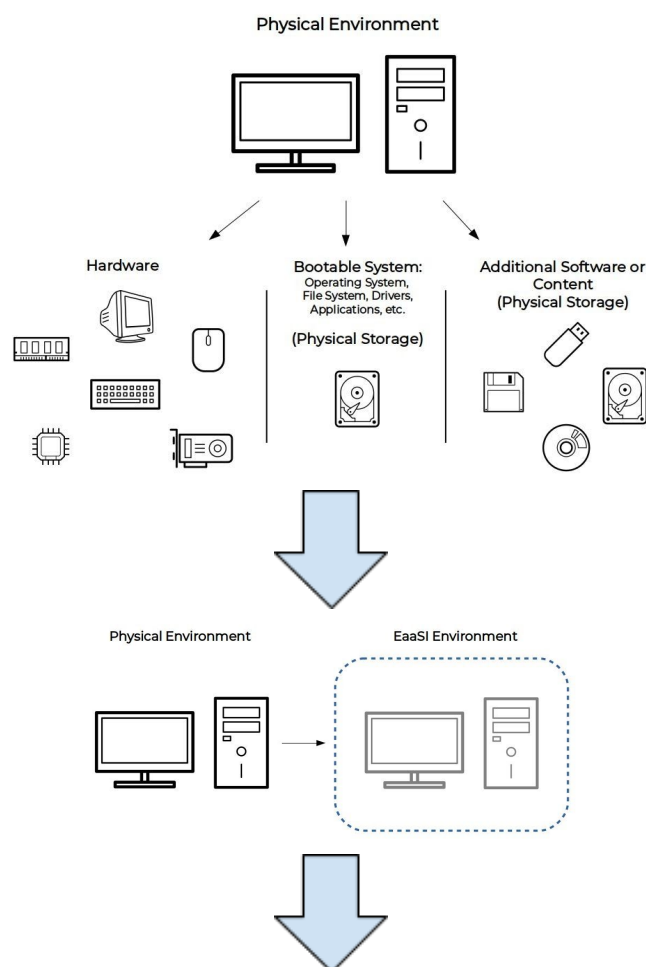 Physical Environment
Hardware
Bootable System:
Operating System,
File System, Drivers,
Applications, etc.
(Physical Storage)
Additional Software or
Content
(Physical Storage)
Physical Environment
EaaSI Environment